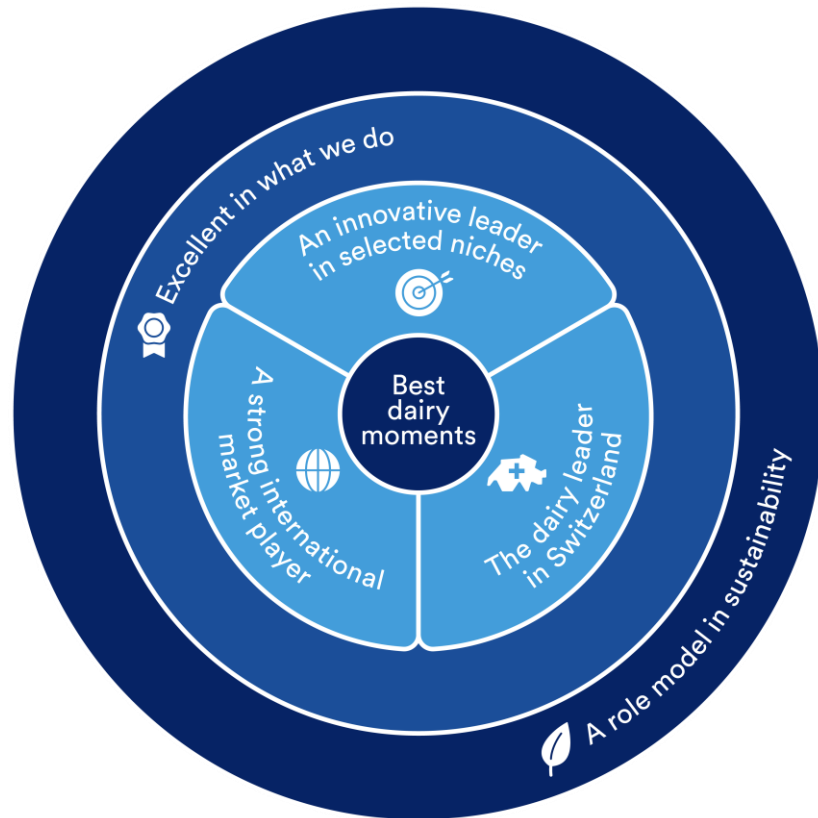 Excellent in what we do
An innovative leader
in selected niches
Best
dairy
moments
A strong international
market player
The dairy leader
in Switzerland
A role model in sustainability